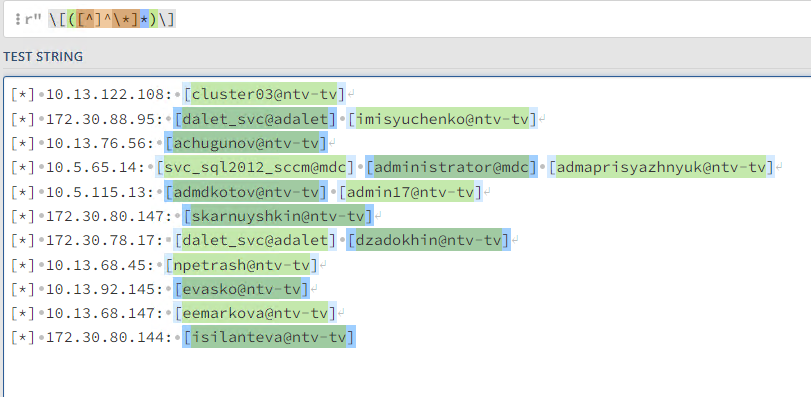 r" \[([^]^\*]*)\]
TEST STRING
[*] 10.13.122.108: [cluster03@ntv-tv]
[*] 172.30.88.95: [dalet_svc@adalet] [imisyuchenko@ntv-tv]
[*] 10.13.76.56: [achugunov@ntv-tv]
[*] 10.5.65.14: [svc_sql2012_sccm@mdc] [administrator@mdc] [admaprisyazhnyuk@ntv-tv]
[*] 10.5.115.13: [admdkotov@ntv-tv] [admin17@ntv-tv]
[*] 172.30.80.147: [skarnuyshkin@ntv-tv]
[*] 172.30.78.17: [dalet_svc@adalet] [dzadokhin@ntv-tv]
[*] 10.13.68.45: [npetrash@ntv-tv]
[*] 10.13.92.145: [evasko@ntv-tv]
[*] 10.13.68.147: [eemarkova@ntv-tv]
[*] 172.30.80.144: [isilanteva@ntv-tv]